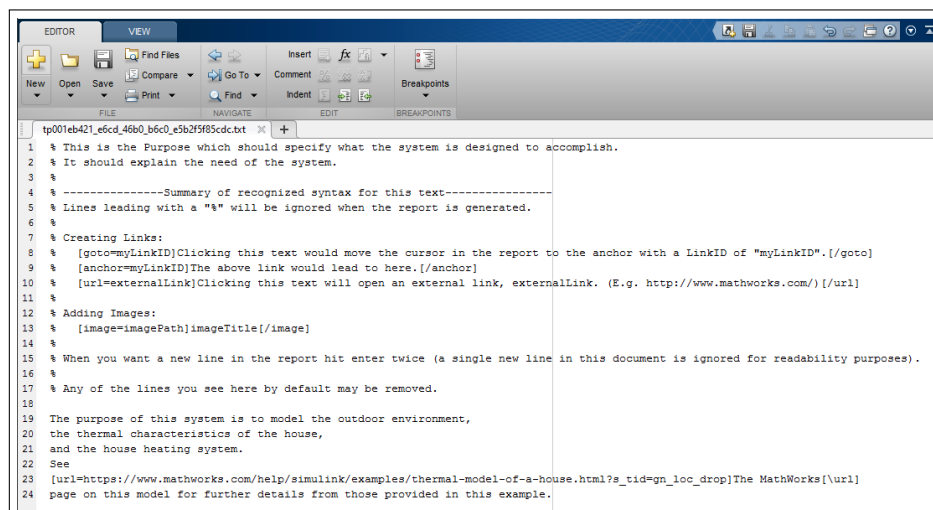 EDITOR VIEW
Find Files Insert fx
New Open Save Compare Go To Comment Breakpoints
Print Find Indent
FILE NAVIGATE EDIT BREAKPOINTS
tp001eb421_e6cd_46b0_b6c0_e5b2f5f85cdc.txt × +
1 % This is the Purpose which should specify what the system is designed to accomplish.
2 % It should explain the need of the system.
3 %
4 % ---------------Summary of recognized syntax for this text----------------
5 % Lines leading with a "%" will be ignored when the report is generated.
6 %
7 % Creating Links:
8 %   [goto=myLinkID]Clicking this text would move the cursor in the report to the anchor with a LinkID of "myLinkID".[/goto]
9 %   [anchor=myLinkID]The above link would lead to here.[/anchor]
10 %   [url=externalLink]Clicking this text will open an external link, externalLink. (E.g. http://www.mathworks.com/)[/url]
11 %
12 % Adding Images:
13 %   [image=imagePath]imageTitle[/image]
14 %
15 % When you want a new line in the report hit enter twice (a single new line in this document is ignored for readability purposes).
16 %
17 % Any of the lines you see here by default may be removed.
18
19 The purpose of this system is to model the outdoor environment,
20 the thermal characteristics of the house,
21 and the house heating system.
22 See
23 [url=https://www.mathworks.com/help/simulink/examples/thermal-model-of-a-house.html?s_tid=gn_loc_drop]The MathWorks[\url]
24 page on this model for further details from those provided in this example.